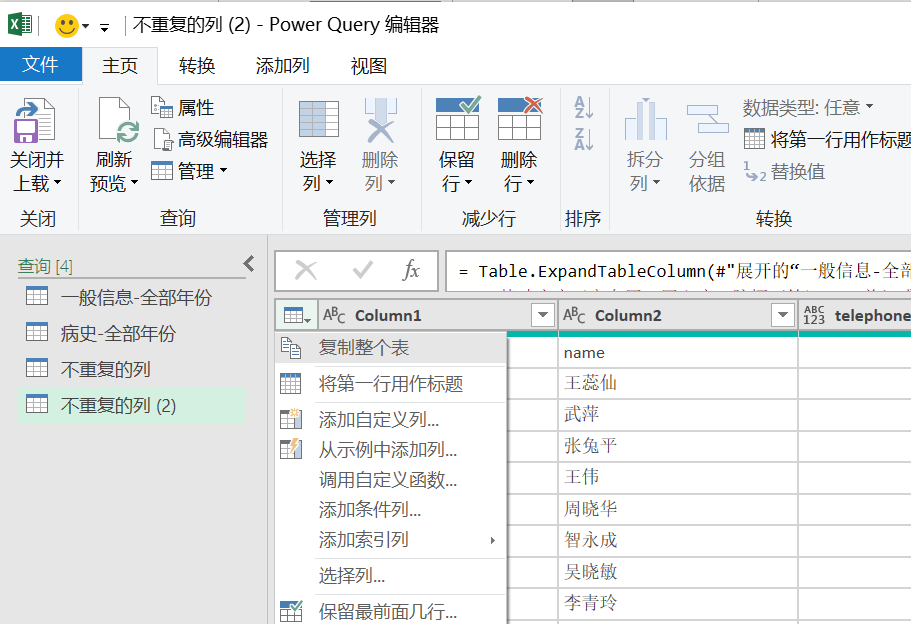 不重复的列 (2) - Power Query 编辑器
文件 主页 转换 添加列 视图
关闭并
上载
关闭
刷新
预览
属性
高级编辑器
管理
查询
选择
列
删除
列
管理列
保留
行
删除
行
减少行
排序
拆分
列
分组
依据
数据类型: 任意
将第一行用作标题
替换值
转换
查询 [4]
一般信息-全部年份
病史-全部年份
不重复的列
不重复的列 (2)
fx
= Table.ExpandTableColumn(#"展开的“一般信息-全部
ABC Column1 ABC Column2 ABC 123 telephone
复制整个表
将第一行用作标题
添加自定义列...
从示例中添加列...
调用自定义函数...
添加条件列...
添加索引列
选择列...
保留最前面几行...
name
王蕊仙
武萍
张兔平
王伟
周晓华
智永成
吴晓敏
李青玲